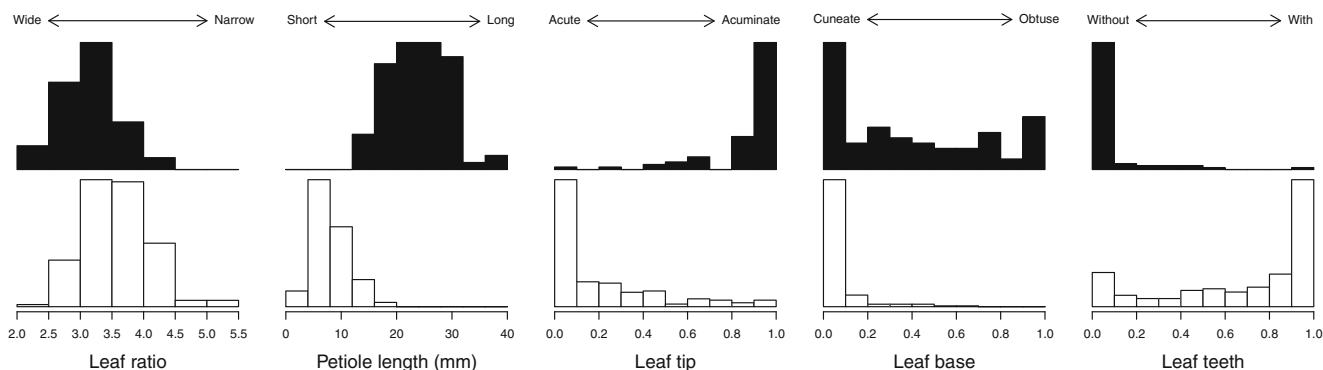 Wide Narrow Short Long Acute Acuminate Cuneate Obtuse Without With
2.0 2.5 3.0 3.5 4.0 4.5 5.0 5.5 0 10 20 30 40 0.0 0.2 0.4 0.6 0.8 1.0 0.0 0.2 0.4 0.6 0.8 1.0 0.0 0.2 0.4 0.6 0.8 1.0
Leaf ratio Petiole length (mm) Leaf tip Leaf base Leaf teeth